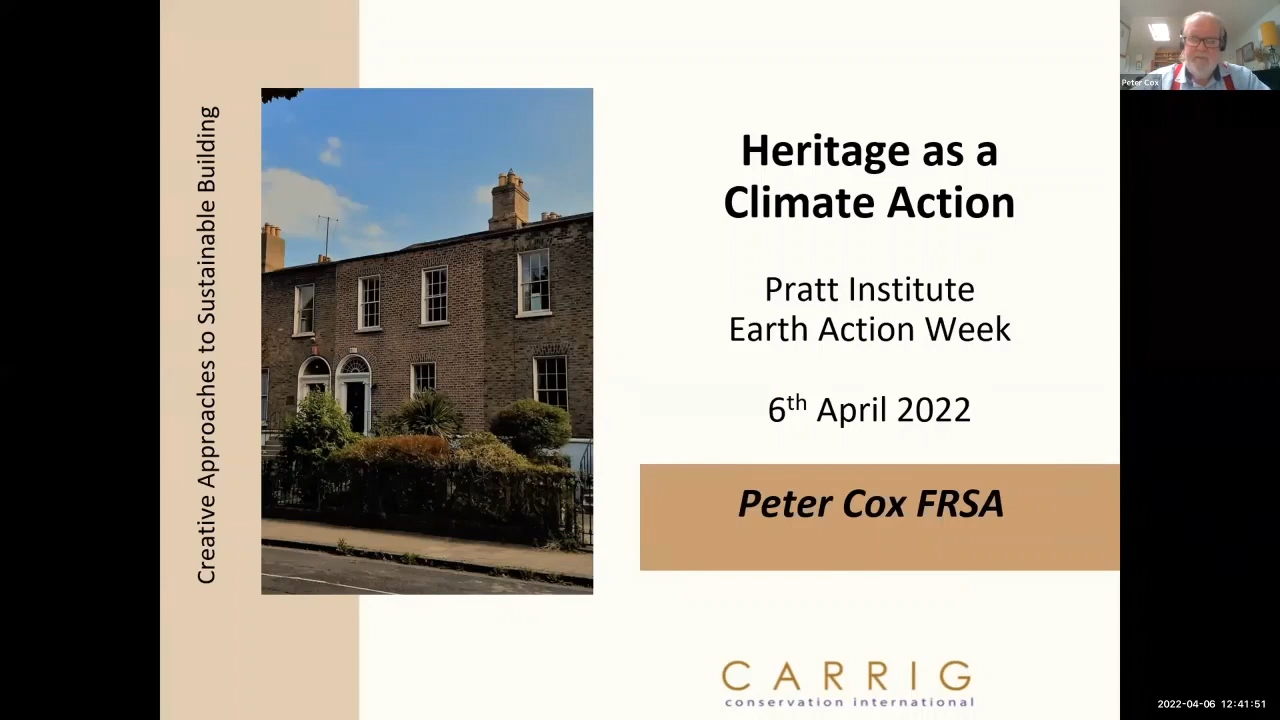 Creative Approaches to Sustainable Building
Heritage as a
Climate Action
Pratt Institute
Earth Action Week
6th April 2022
Peter Cox FRSA
CARRIG
conservation international
Peter Cox
2022-04-06 12:41:51